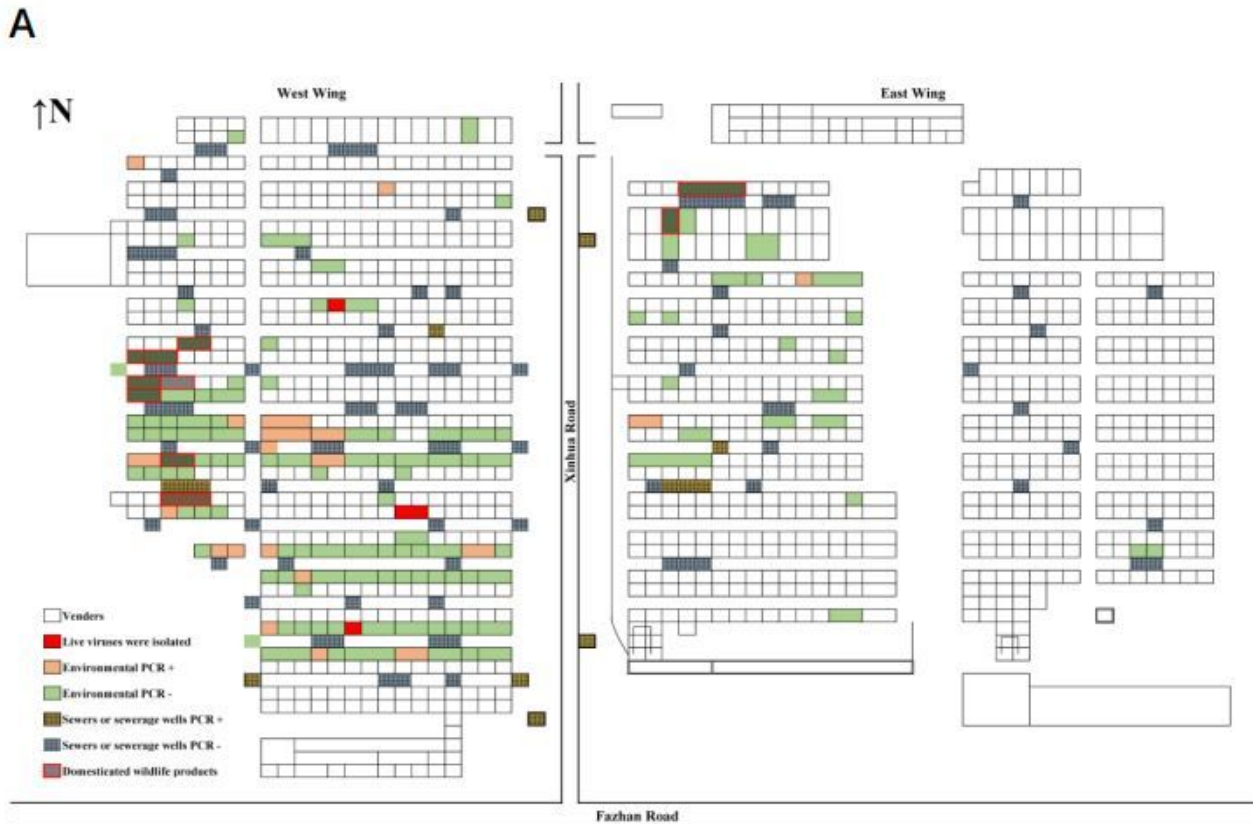 A
West Wing
East Wing
↑N
Xinhua Road
Venders
Live viruses were isolated
Environmental PCR +
Environmental PCR -
Sewers or sewerage wells PCR +
Sewers or sewerage wells PCR -
Domesticated wildlife products
Fazhan Road